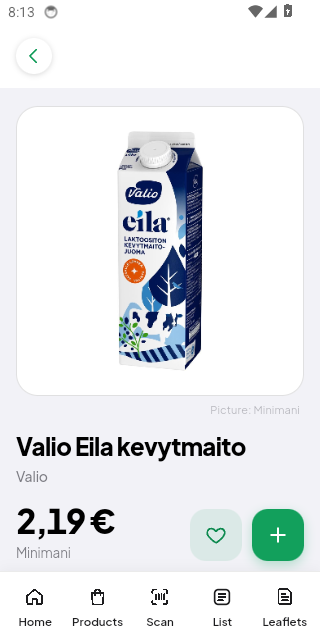 8:13
Valio
eila
LAKTOOSITON
KEVYTMAITO-
JUOMA
Picture: Minimani
Valio Eila kevytmaito
Valio
2,19 €
Minimani
Home
Products
Scan
List
Leaflets